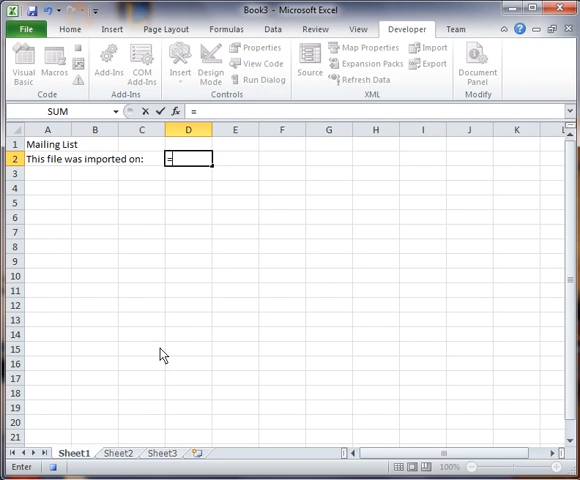 Book3 - Microsoft Excel
File Home Insert Page Layout Formulas Data Review View Developer Team
Visual Basic
Macros
Code
Add-Ins
COM Add-Ins
Add-Ins
Insert
Design Mode
Properties
View Code
Run Dialog
Controls
Source
Map Properties
Expansion Packs
Refresh Data
Import
Export
XML
Document Panel
Modify
SUM fx =
A B C D E F G H I J K L
1 Mailing List
2 This file was imported on: =
3
4
5
6
7
8
9
10
11
12
13
14
15
16
17
18
19
20
21
Sheet1 Sheet2 Sheet3
Enter 100%